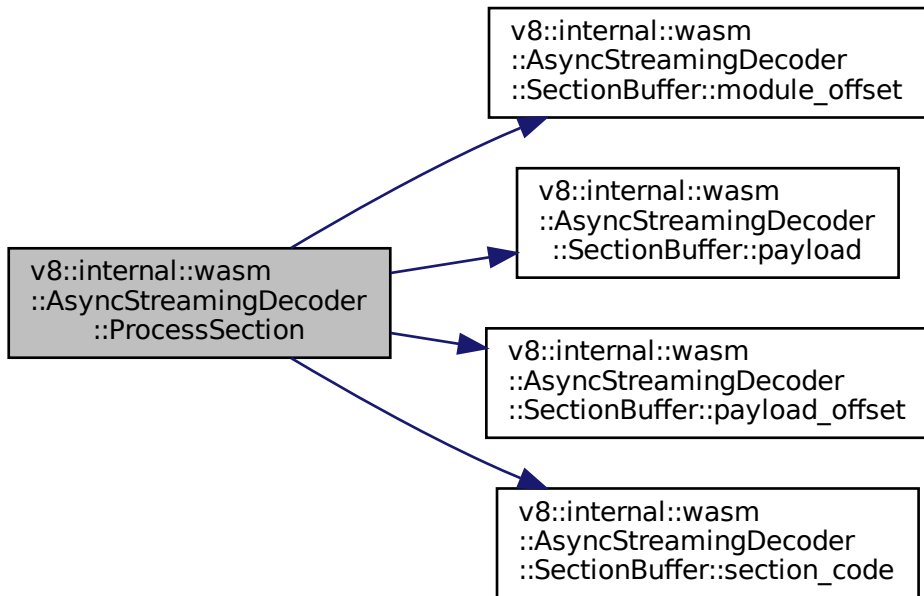 v8::internal::wasm
::AsyncStreamingDecoder
::ProcessSection
v8::internal::wasm
::AsyncStreamingDecoder
::SectionBuffer::module_offset
v8::internal::wasm
::AsyncStreamingDecoder
::SectionBuffer::payload
v8::internal::wasm
::AsyncStreamingDecoder
::SectionBuffer::payload_offset
v8::internal::wasm
::AsyncStreamingDecoder
::SectionBuffer::section_code